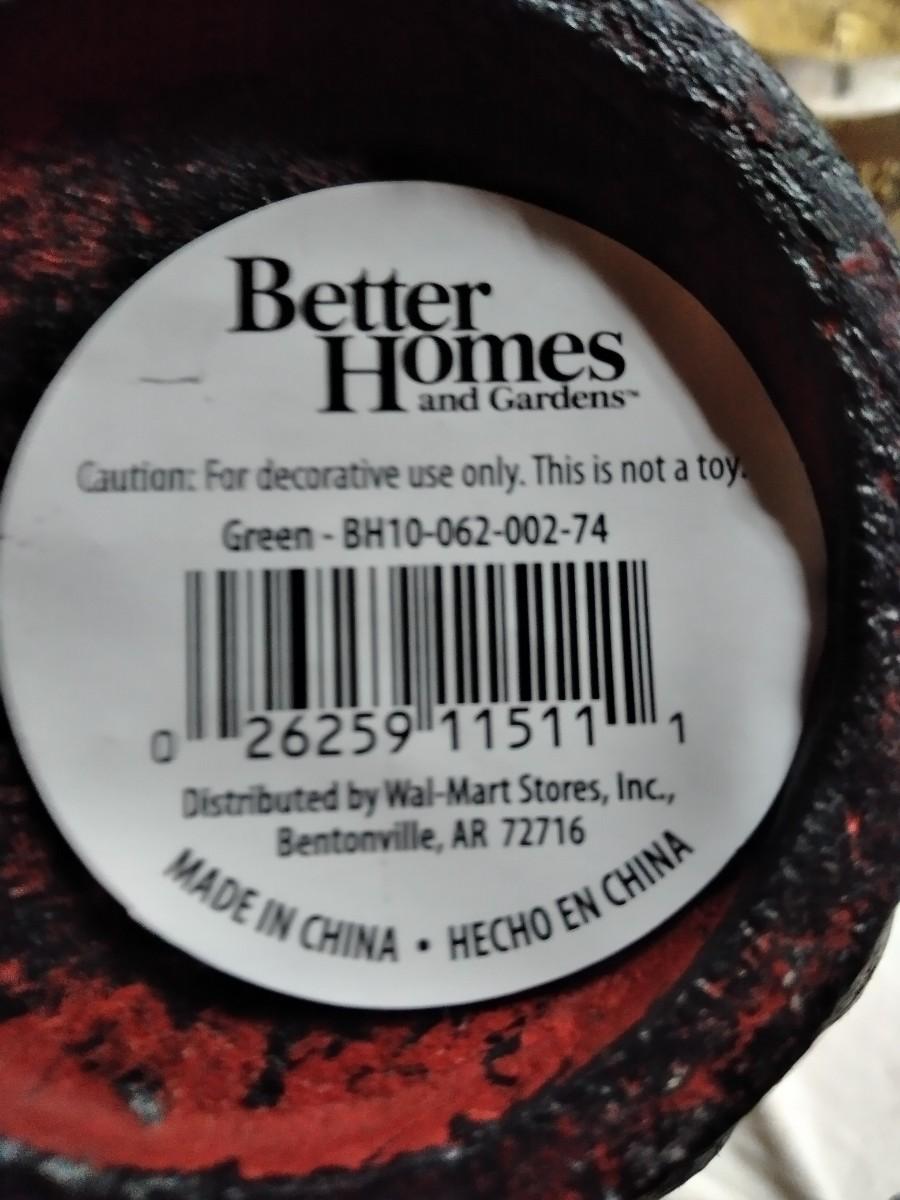 Better
Homes
and Gardens™
Caution: For decorative use only. This is not a toy.
Green - BH10-062-002-74
0 26259 11511 1
Distributed by Wal-Mart Stores, Inc.,
Bentonville, AR 72716
MADE IN CHINA • HECHO EN CHINA